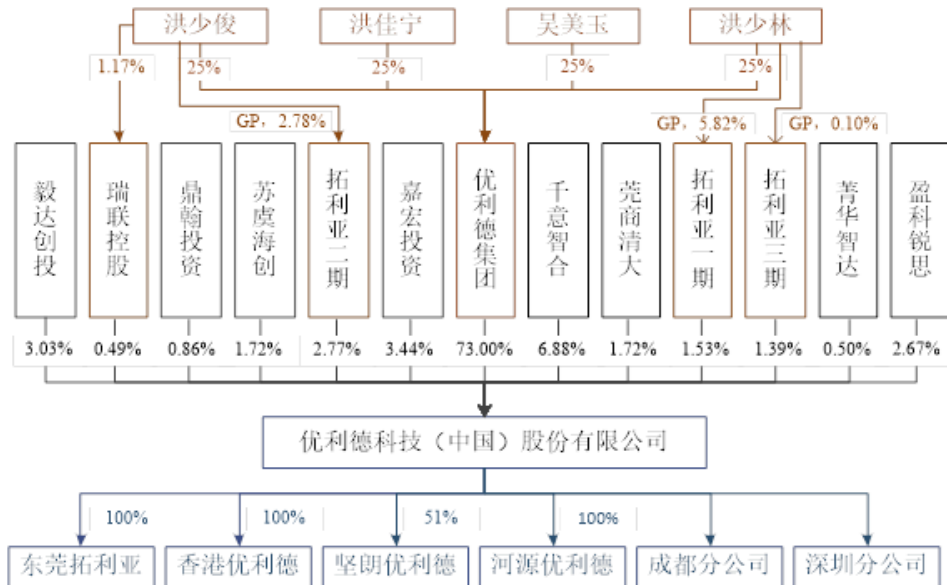 洪少俊
洪佳宁
吴美玉
洪少林
1.17%
25%
25%
25%
25%
GP，2.78%
GP，5.82%
GP，0.10%
毅达创投
瑞联控股
鼎翰投资
苏虞海创
拓利亚二期
嘉宏投资
优利德集团
千意智合
莞商清大
拓利亚一期
拓利亚三期
菁华智达
盈科锐思
3.03%
0.49%
0.86%
1.72%
2.77%
3.44%
73.00%
6.88%
1.72%
1.53%
1.39%
0.50%
2.67%
优利德科技（中国）股份有限公司
100%
100%
51%
100%
东莞拓利亚
香港优利德
坚朗优利德
河源优利德
成都分公司
深圳分公司